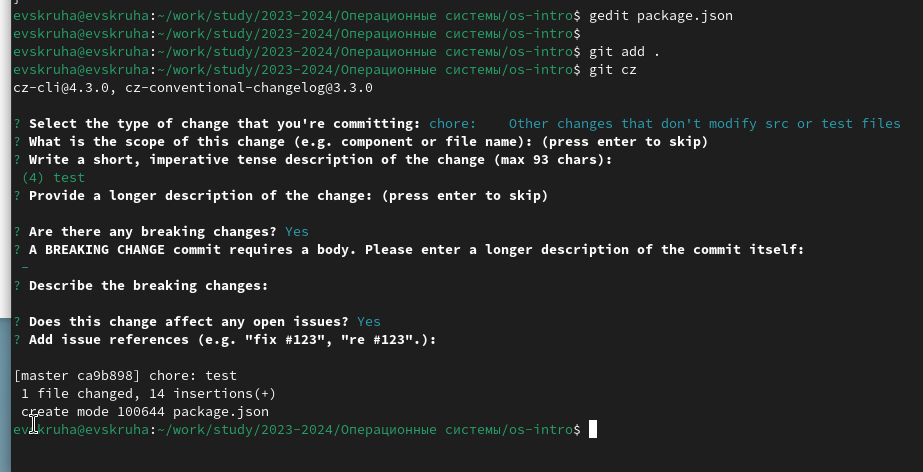 }
evskruha@evskruha:~/work/study/2023-2024/Операционные системы/os-intro$ gedit package.json
evskruha@evskruha:~/work/study/2023-2024/Операционные системы/os-intro$
evskruha@evskruha:~/work/study/2023-2024/Операционные системы/os-intro$ git add .
evskruha@evskruha:~/work/study/2023-2024/Операционные системы/os-intro$ git cz
cz-cli@4.3.0, cz-conventional-changelog@3.3.0
? Select the type of change that you're committing: chore:    Other changes that don't modify src or test files
? What is the scope of this change (e.g. component or file name): (press enter to skip)
? Write a short, imperative tense description of the change (max 93 chars):
(4) test
? Provide a longer description of the change: (press enter to skip)
? Are there any breaking changes? Yes
? A BREAKING CHANGE commit requires a body. Please enter a longer description of the commit itself:
-
? Describe the breaking changes:
? Does this change affect any open issues? Yes
? Add issue references (e.g. "fix #123", "re #123".):
[master ca9b898] chore: test
1 file changed, 14 insertions(+)
create mode 100644 package.json
evskruha@evskruha:~/work/study/2023-2024/Операционные системы/os-intro$